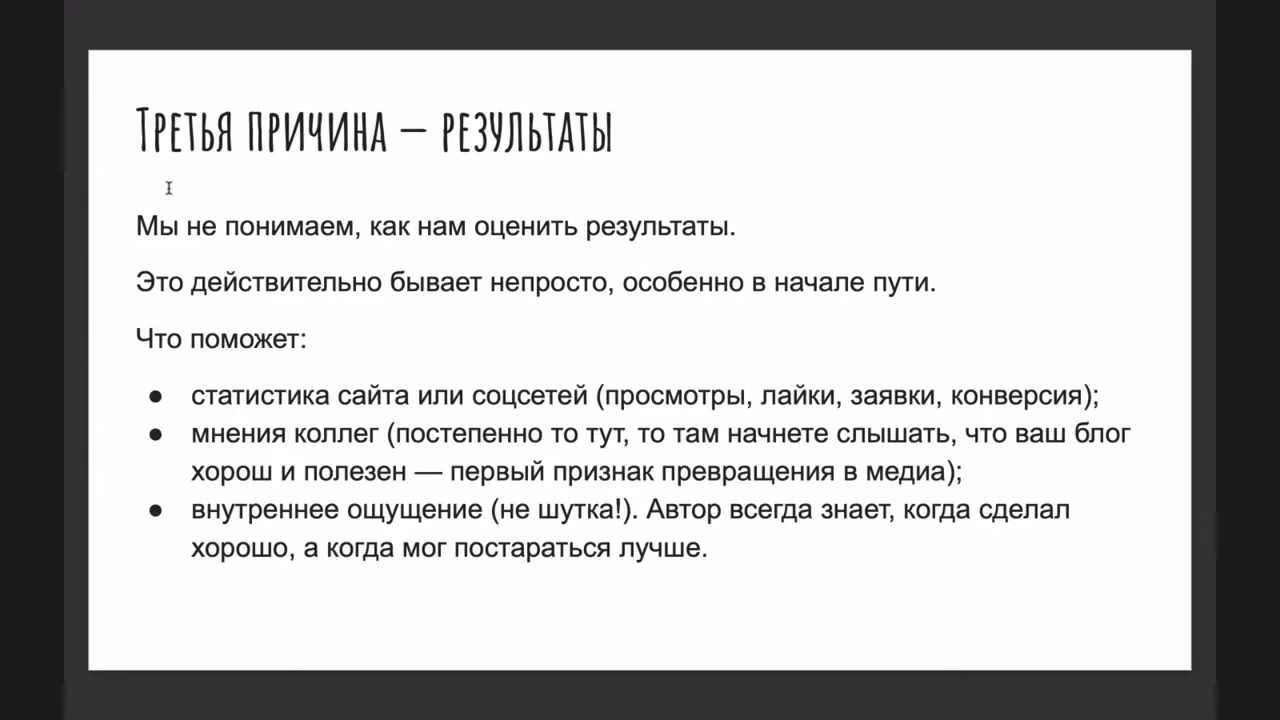 Третья причина — результаты
Мы не понимаем, как нам оценить результаты.
Это действительно бывает непросто, особенно в начале пути.
Что поможет:
● статистика сайта или соцсетей (просмотры, лайки, заявки, конверсия);
● мнения коллег (постепенно то тут, то там начнете слышать, что ваш блог
хорош и полезен — первый признак превращения в медиа);
● внутреннее ощущение (не шутка!). Автор всегда знает, когда сделал
хорошо, а когда мог постараться лучше.